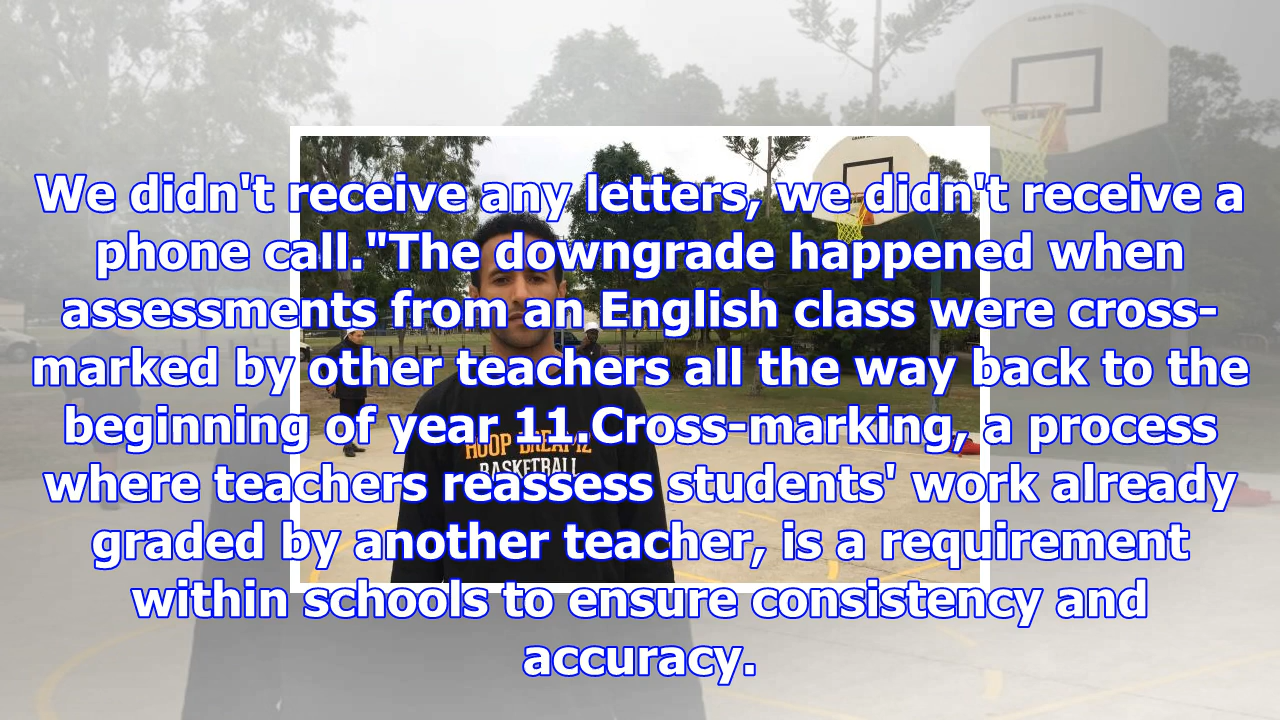 We didn't receive any letters, we didn't receive a
phone call."The downgrade happened when
assessments from an English class were cross-
marked by other teachers all the way back to the
beginning of year 11.Cross-marking, a process
where teachers reassess students' work already
graded by another teacher, is a requirement
within schools to ensure consistency and
accuracy.
HOOP DREAMZ
BASKETBALL